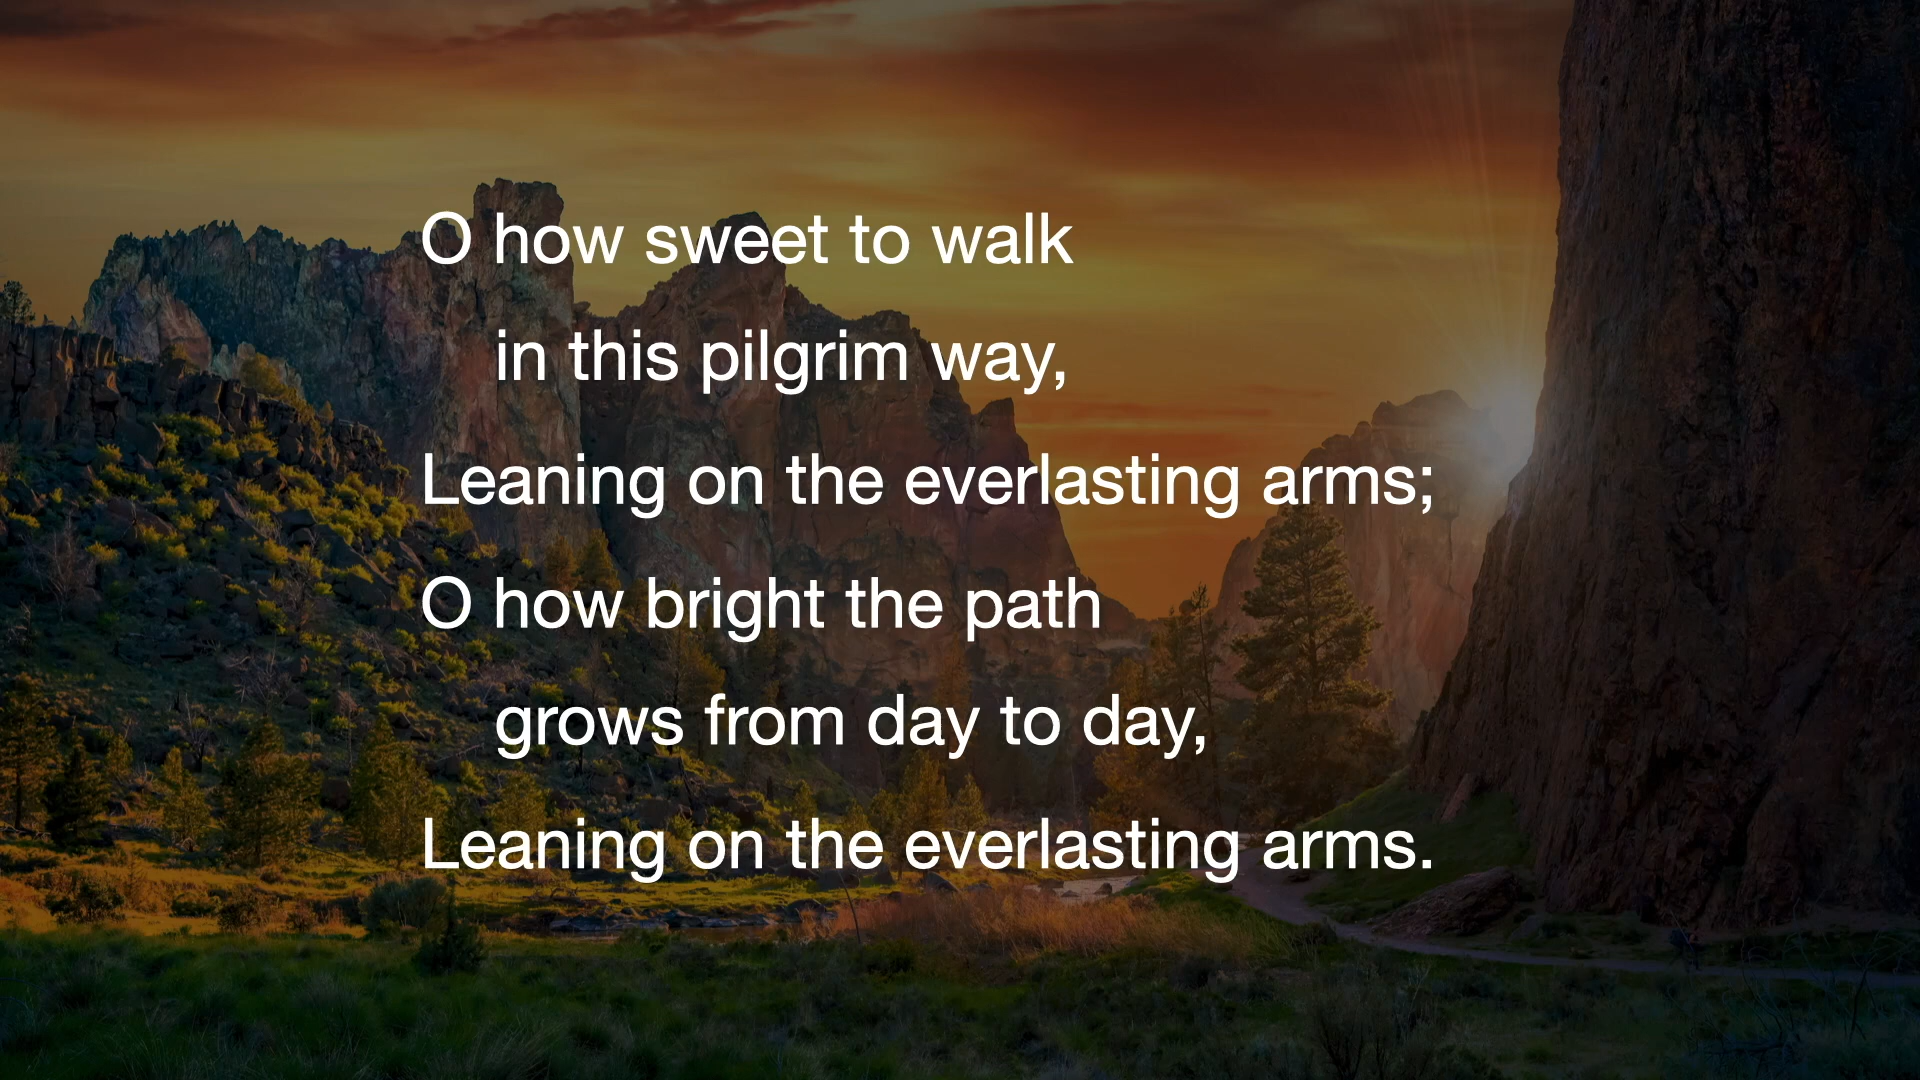 O how sweet to walk
in this pilgrim way,
Leaning on the everlasting arms;
O how bright the path
grows from day to day,
Leaning on the everlasting arms.